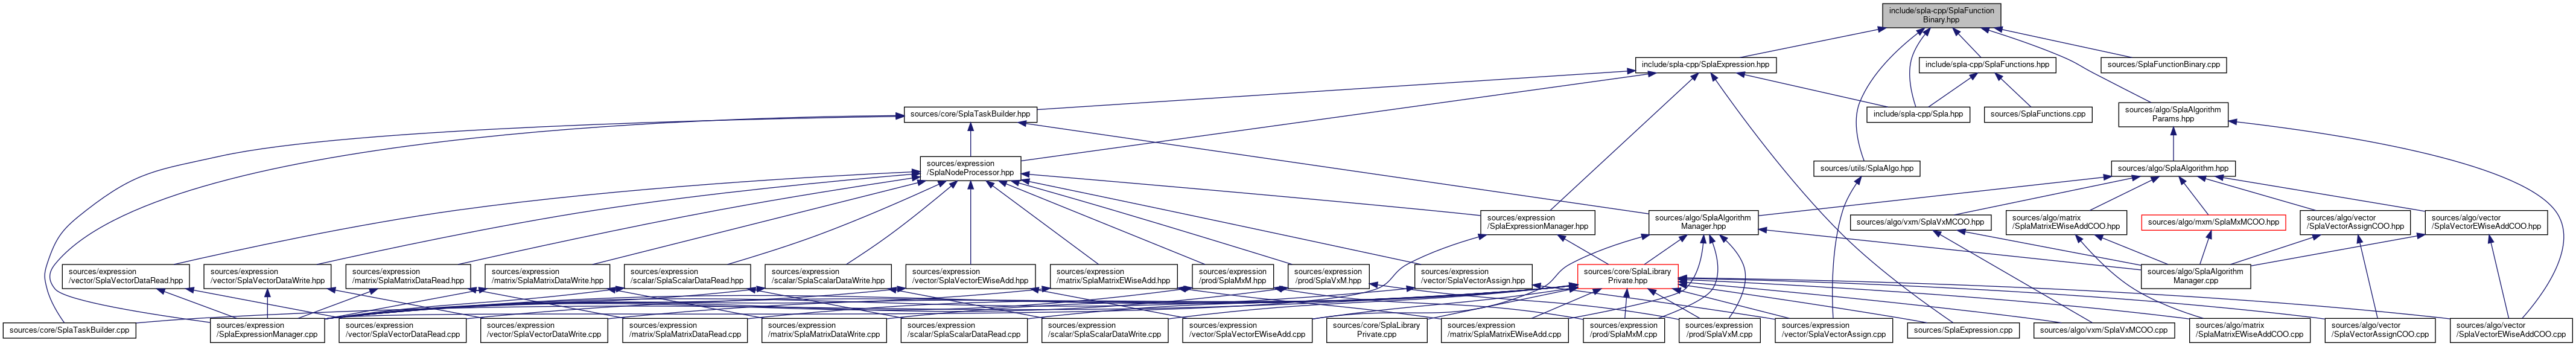 include/spla-cpp/SplaFunction
Binary.hpp
include/spla-cpp/SplaExpression.hpp
include/spla-cpp/SplaFunctions.hpp
sources/SplaFunctionBinary.cpp
sources/core/SplaTaskBuilder.hpp
include/spla-cpp/Spla.hpp
sources/SplaFunctions.cpp
sources/algo/SplaAlgorithm
Params.hpp
sources/expression
/SplaNodeProcessor.hpp
sources/utils/SplaAlgo.hpp
sources/algo/SplaAlgorithm.hpp
sources/expression
/SplaExpressionManager.hpp
sources/algo/SplaAlgorithm
Manager.hpp
sources/algo/vxm/SplaVxMCOO.hpp
sources/algo/matrix
/SplaMatrixEWiseAddCOO.hpp
sources/algo/mxm/SplaMxMCOO.hpp
sources/algo/vector
/SplaVectorAssignCOO.hpp
sources/algo/vector
/SplaVectorEWiseAddCOO.hpp
sources/expression
/vector/SplaVectorDataRead.hpp
sources/expression
/vector/SplaVectorDataWrite.hpp
sources/expression
/matrix/SplaMatrixDataRead.hpp
sources/expression
/matrix/SplaMatrixDataWrite.hpp
sources/expression
/scalar/SplaScalarDataRead.hpp
sources/expression
/scalar/SplaScalarDataWrite.hpp
sources/expression
/vector/SplaVectorEWiseAdd.hpp
sources/expression
/matrix/SplaMatrixEWiseAdd.hpp
sources/expression
/prod/SplaMxM.hpp
sources/expression
/prod/SplaVxM.hpp
sources/expression
/vector/SplaVectorAssign.hpp
sources/core/SplaLibrary
Private.hpp
sources/algo/SplaAlgorithm
Manager.cpp
sources/core/SplaTaskBuilder.cpp
sources/expression
/SplaExpressionManager.cpp
sources/expression
/vector/SplaVectorDataRead.cpp
sources/expression
/vector/SplaVectorDataWrite.cpp
sources/expression
/matrix/SplaMatrixDataRead.cpp
sources/expression
/matrix/SplaMatrixDataWrite.cpp
sources/expression
/scalar/SplaScalarDataRead.cpp
sources/expression
/scalar/SplaScalarDataWrite.cpp
sources/expression
/vector/SplaVectorEWiseAdd.cpp
sources/core/SplaLibrary
Private.cpp
sources/expression
/matrix/SplaMatrixEWiseAdd.cpp
sources/expression
/prod/SplaMxM.cpp
sources/expression
/prod/SplaVxM.cpp
sources/expression
/vector/SplaVectorAssign.cpp
sources/SplaExpression.cpp
sources/algo/vxm/SplaVxMCOO.cpp
sources/algo/matrix
/SplaMatrixEWiseAddCOO.cpp
sources/algo/vector
/SplaVectorAssignCOO.cpp
sources/algo/vector
/SplaVectorEWiseAddCOO.cpp